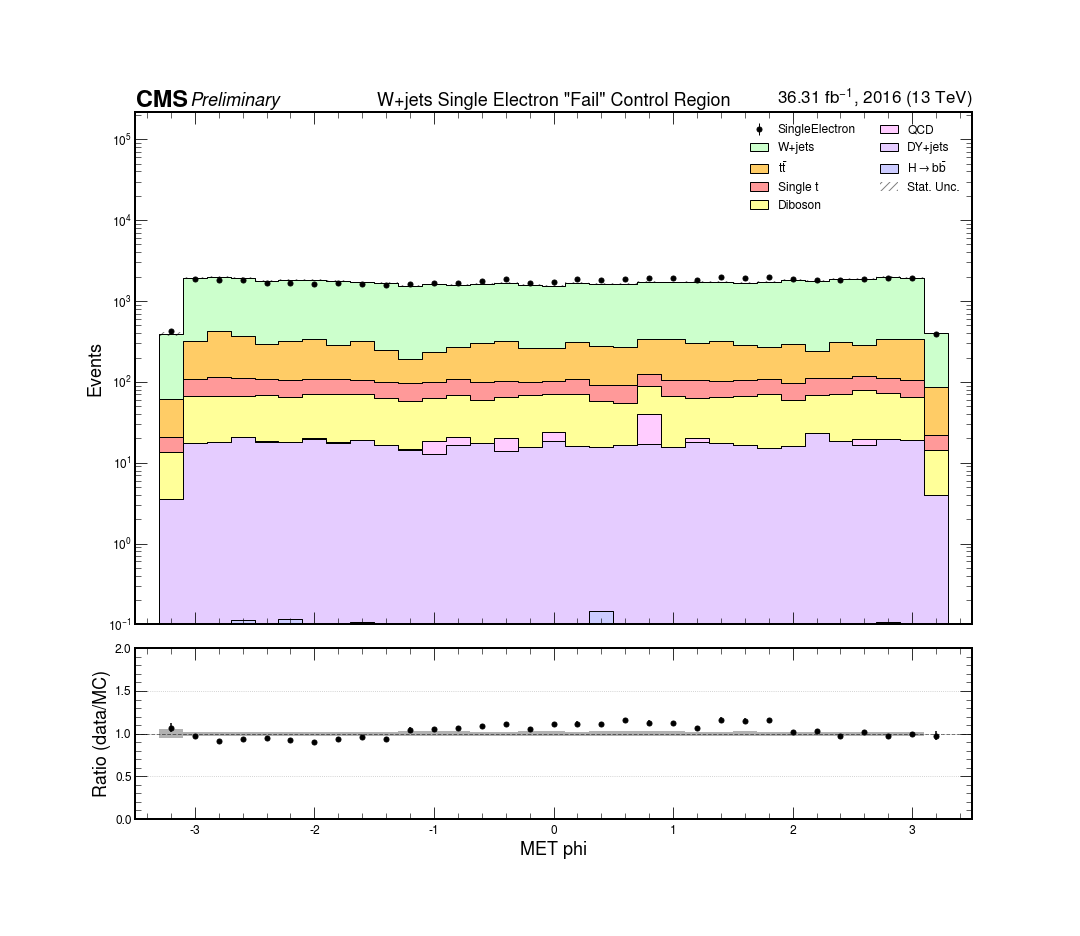 CMS Preliminary W+jets Single Electron "Fail" Control Region 36.31 fb⁻¹, 2016 (13 TeV)
SingleElectron QCD
W+jets DY+jets
tt̄ H→bb̄
Single t Stat. Unc.
Diboson
Events
10⁵
10⁴
10³
10²
10¹
10⁰
10⁻¹
Ratio (data/MC)
2.0
1.5
1.0
0.5
0.0
-3 -2 -1 0 1 2 3
MET phi